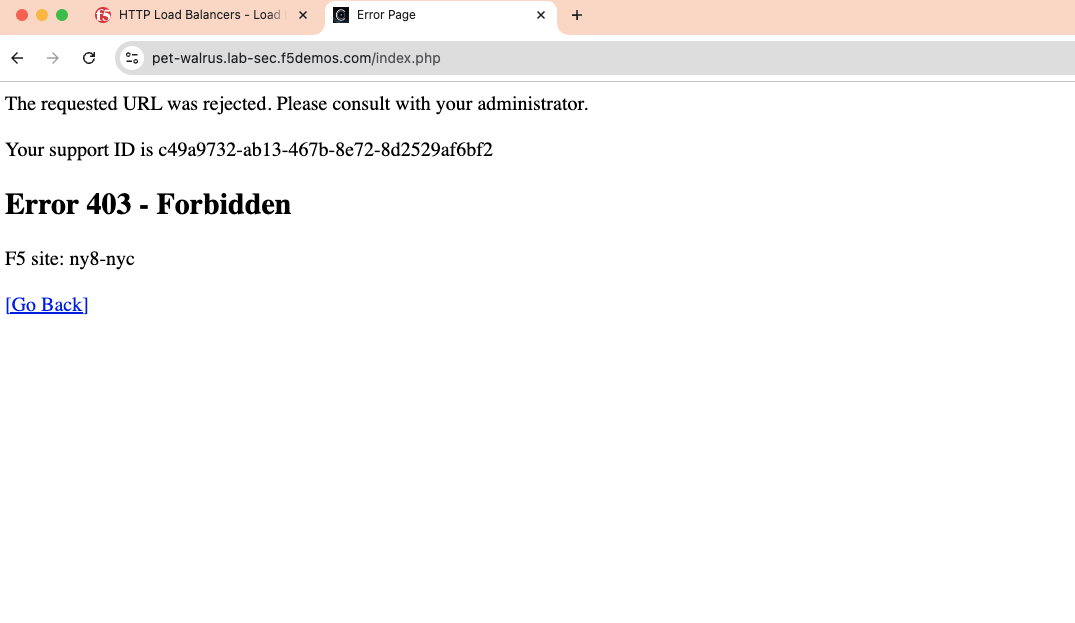 HTTP Load Balancers - Load
Error Page
pet-walrus.lab-sec.f5demos.com/index.php
The requested URL was rejected. Please consult with your administrator.
Your support ID is c49a9732-ab13-467b-8e72-8d2529af6bf2
Error 403 - Forbidden
F5 site: ny8-nyc
[Go Back]